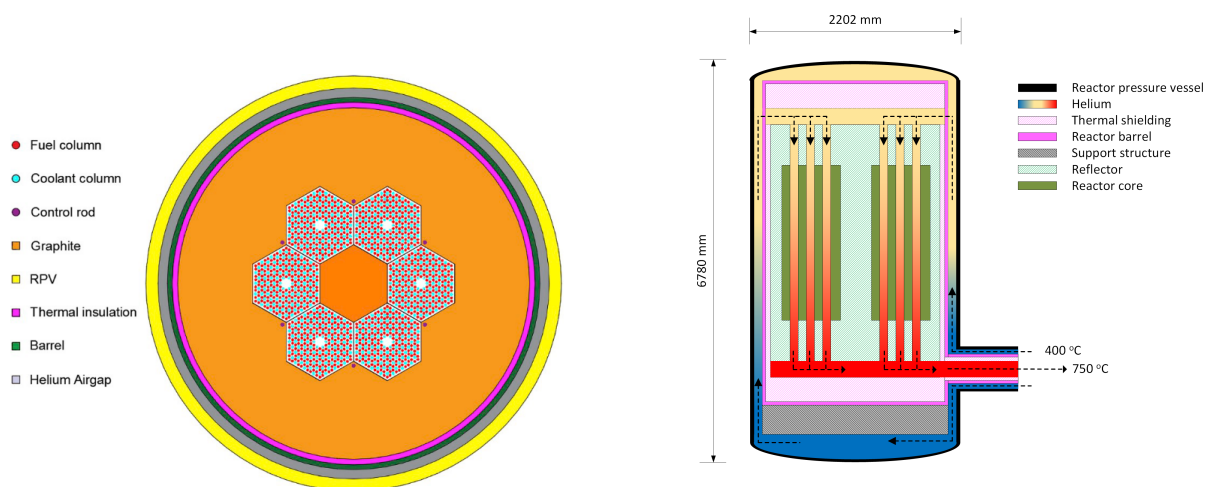 Fuel column
Coolant column
Control rod
Graphite
RPV
Thermal insulation
Barrel
Helium Airgap
2202 mm
6780 mm
Reactor pressure vessel
Helium
Thermal shielding
Reactor barrel
Support structure
Reflector
Reactor core
400 °C
750 °C